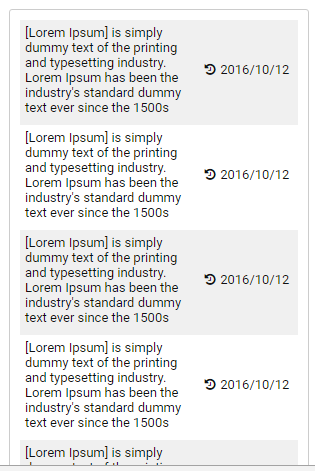 [Lorem Ipsum] is simply
dummy text of the printing
and typesetting industry.
Lorem Ipsum has been the
industry's standard dummy
text ever since the 1500s
2016/10/12
[Lorem Ipsum] is simply
dummy text of the printing
and typesetting industry.
Lorem Ipsum has been the
industry's standard dummy
text ever since the 1500s
2016/10/12
[Lorem Ipsum] is simply
dummy text of the printing
and typesetting industry.
Lorem Ipsum has been the
industry's standard dummy
text ever since the 1500s
2016/10/12
[Lorem Ipsum] is simply
dummy text of the printing
and typesetting industry.
Lorem Ipsum has been the
industry's standard dummy
text ever since the 1500s
2016/10/12
[Lorem Ipsum] is simply